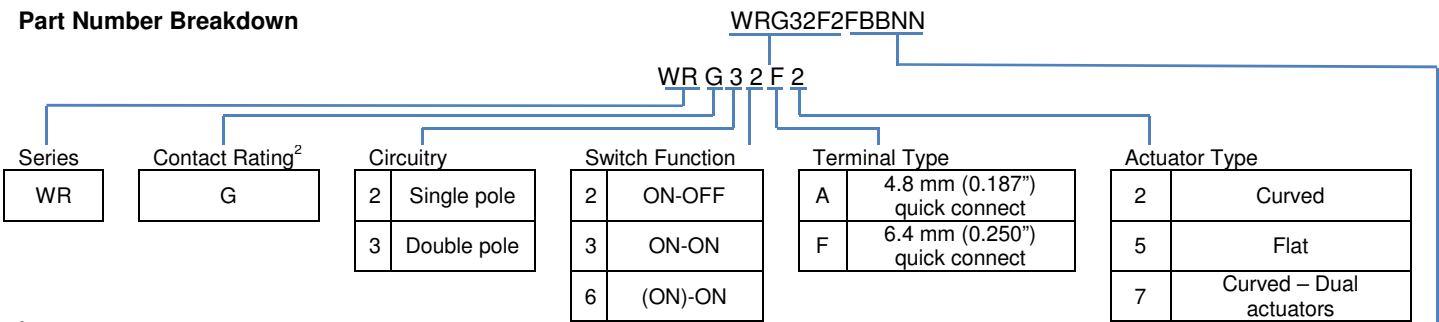 Part Number Breakdown
WRG32F2FBBNN
WR G 3 2 F 2
Series
WR
Contact Rating2
G
Circuitry
2 Single pole
3 Double pole
Switch Function
2 ON-OFF
3 ON-ON
6 (ON)-ON
Terminal Type
A 4.8 mm (0.187”)
quick connect
F 6.4 mm (0.250”)
quick connect
Actuator Type
2 Curved
5 Flat
7 Curved – Dual
actuators